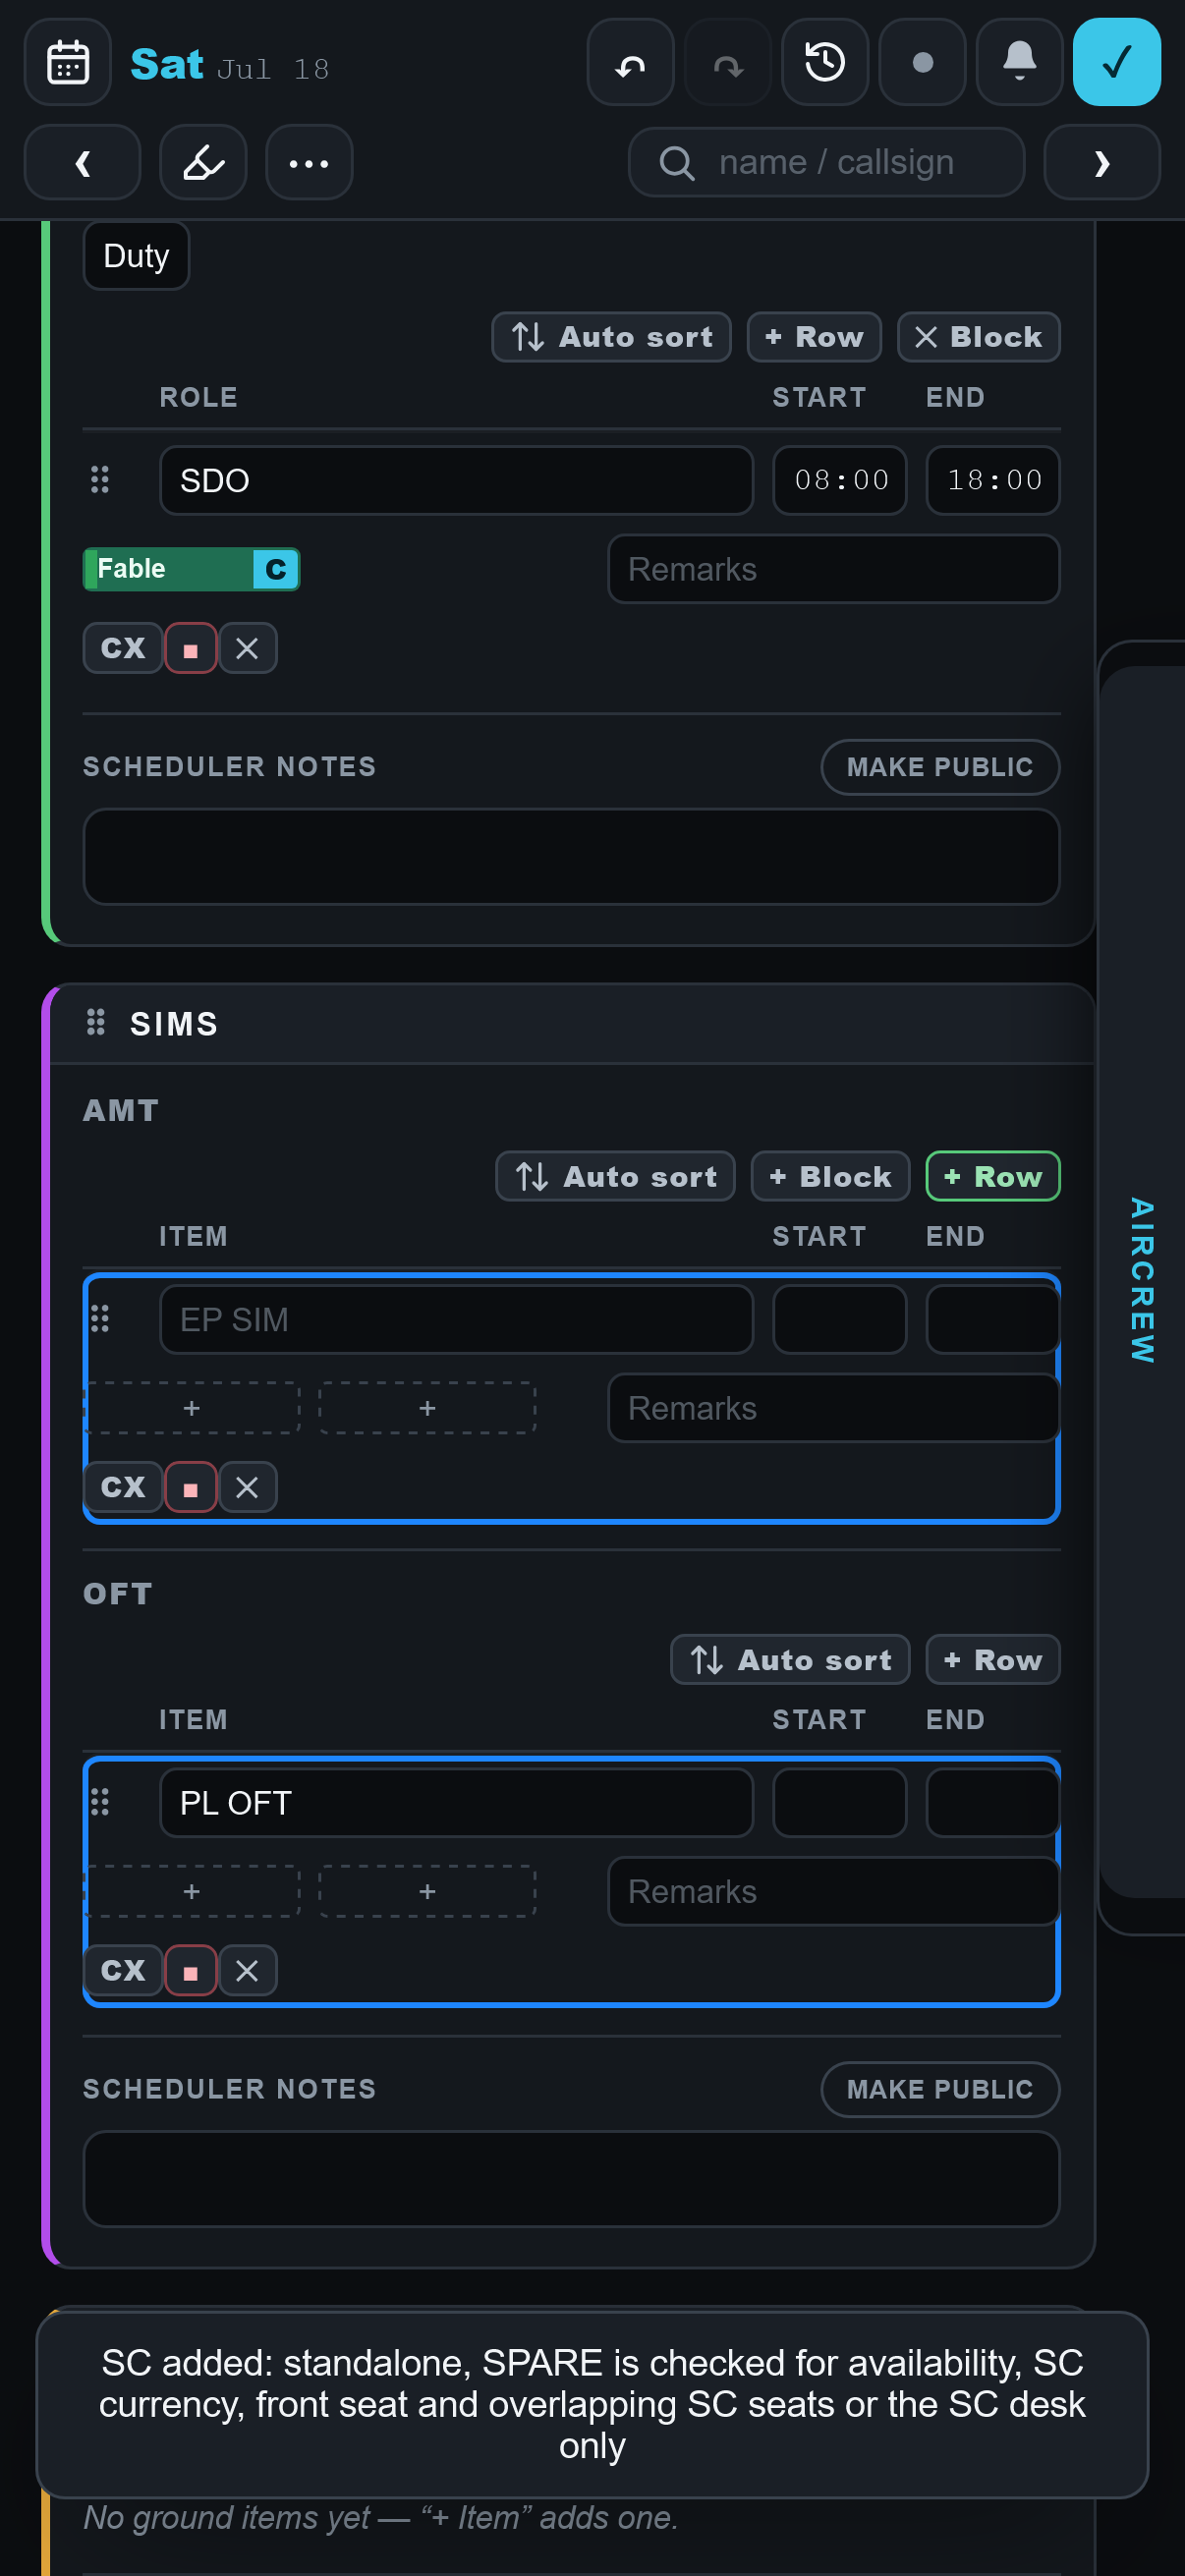 Sat Jul 18
name / callsign
Duty
Auto sort + Row × Block
ROLE START END
SDO 08:00 18:00
Fable C Remarks
CX
SCHEDULER NOTES MAKE PUBLIC
SIMS
AMT
Auto sort + Block + Row
ITEM START END
EP SIM
+ + Remarks
CX
OFT
Auto sort + Row
ITEM START END
PL OFT
+ + Remarks
CX
SCHEDULER NOTES MAKE PUBLIC
AIRCREW
SC added: standalone, SPARE is checked for availability, SC
currency, front seat and overlapping SC seats or the SC desk
only
No ground items yet — “+ Item” adds one.